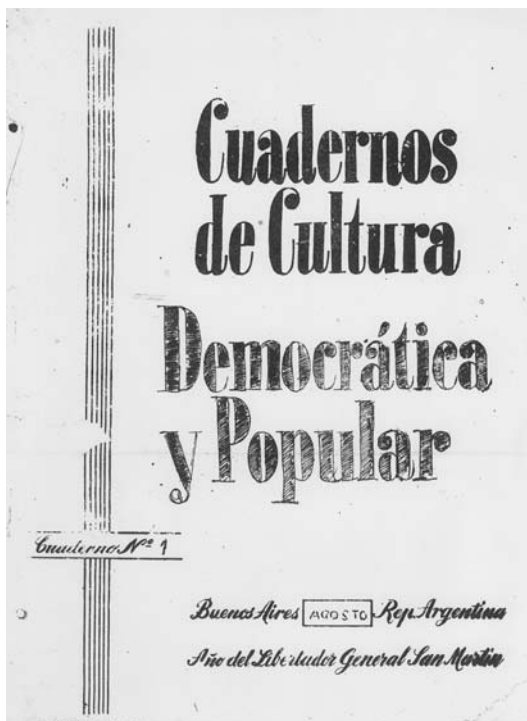 Cuadernos
de Cultura
Democrática
y Popular
Cuaderno Nº 1
Buenos Aires AGOSTO Rep. Argentina
Año del Libertador General San Martín